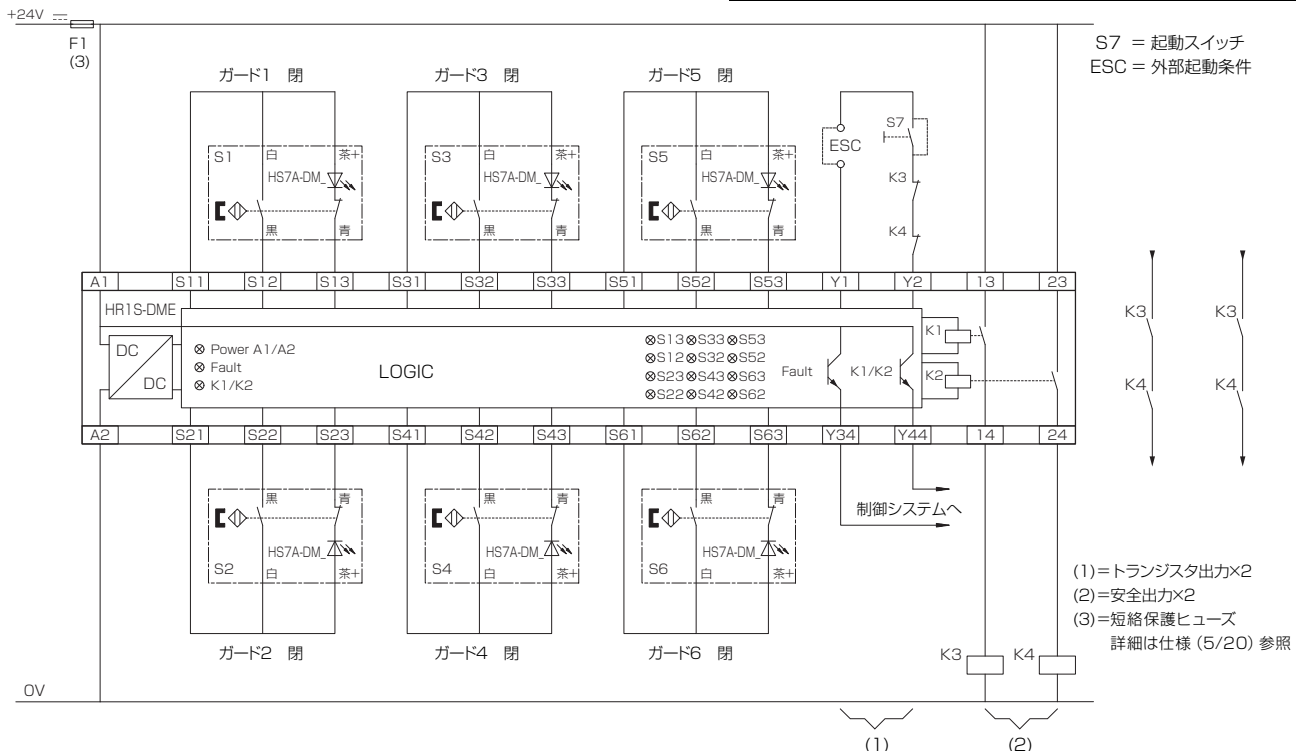 +24V
F1
(3)
S7 = 起動スイッチ
ESC = 外部起動条件
ガード1 閉
ガード3 閉
ガード5 閉
S1 白 茶+
HS7A-DM_
黒 青
S3 白 茶+
HS7A-DM_
黒 青
S5 白 茶+
HS7A-DM_
黒 青
ESC
S7
K3
K4
A1 S11 S12 S13 S31 S32 S33 S51 S52 S53 Y1 Y2 13 23
HR1S-DME
DC
DC
Power A1/A2
Fault
K1/K2
LOGIC
S13 S33 S53
S12 S32 S52
S23 S43 S63
S22 S42 S62
Fault
K1/K2
K1
K2
K3
K4
K3
K4
A2 S21 S22 S23 S41 S42 S43 S61 S62 S63 Y34 Y44 14 24
黒 青
HS7A-DM_
S2 白 茶+
黒 青
HS7A-DM_
S4 白 茶+
黒 青
HS7A-DM_
S6 白 茶+
制御システムへ
ガード2 閉
ガード4 閉
ガード6 閉
(1)=トランジスタ出力×2
(2)=安全出力×2
(3)=短絡保護ヒューズ
詳細は仕様 (5/20) 参照
K3
K4
0V
(1)
(2)